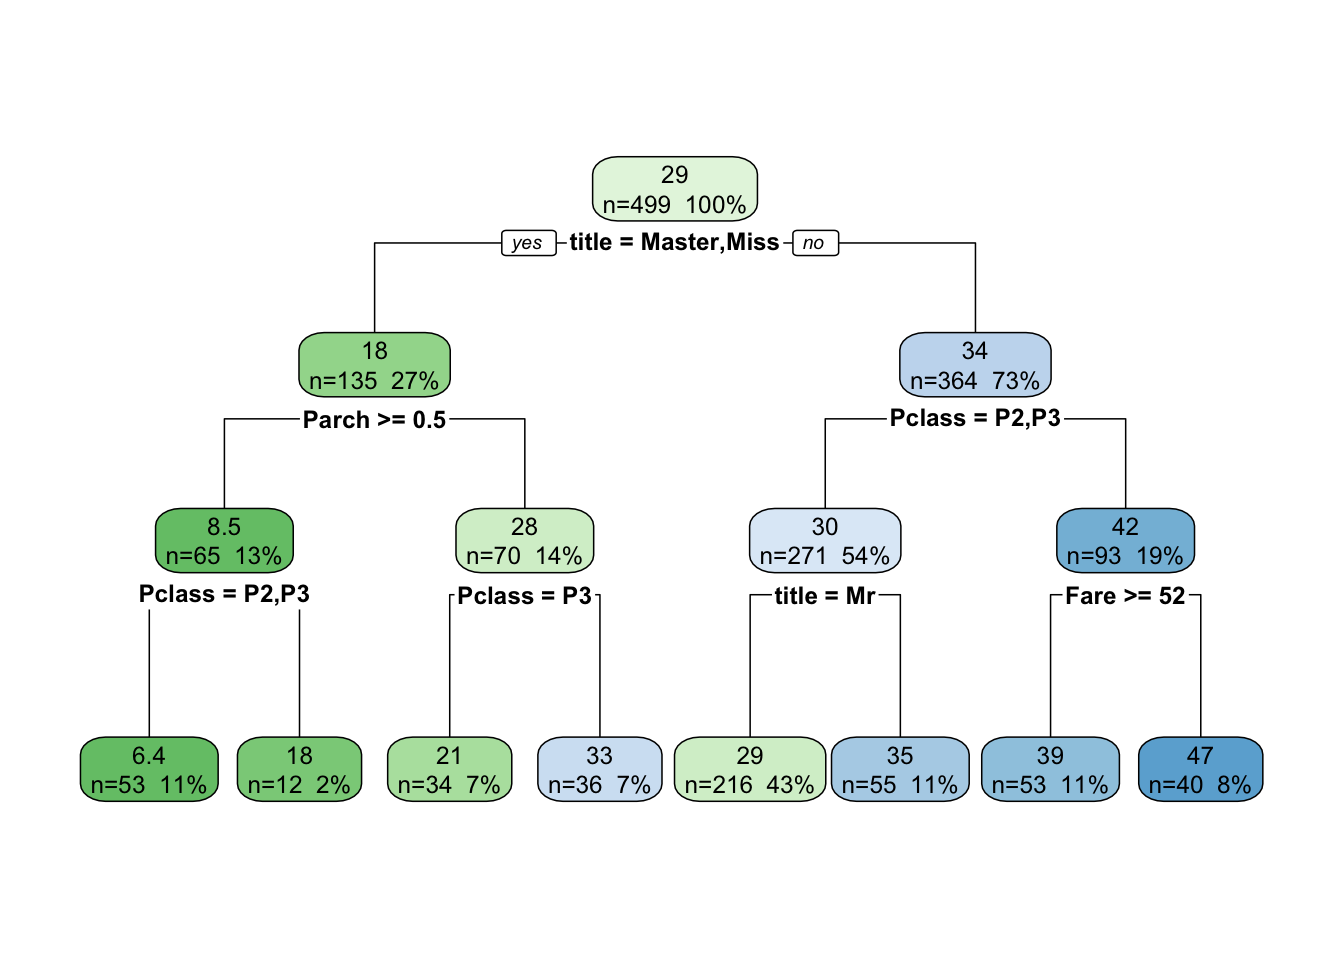 29
n=499 100%
yes title = Master,Miss no
18
n=135 27%
34
n=364 73%
Parch >= 0.5
Pclass = P2,P3
8.5
n=65 13%
28
n=70 14%
30
n=271 54%
42
n=93 19%
Pclass = P2,P3
Pclass = P3
title = Mr
Fare >= 52
6.4
n=53 11%
18
n=12 2%
21
n=34 7%
33
n=36 7%
29
n=216 43%
35
n=55 11%
39
n=53 11%
47
n=40 8%